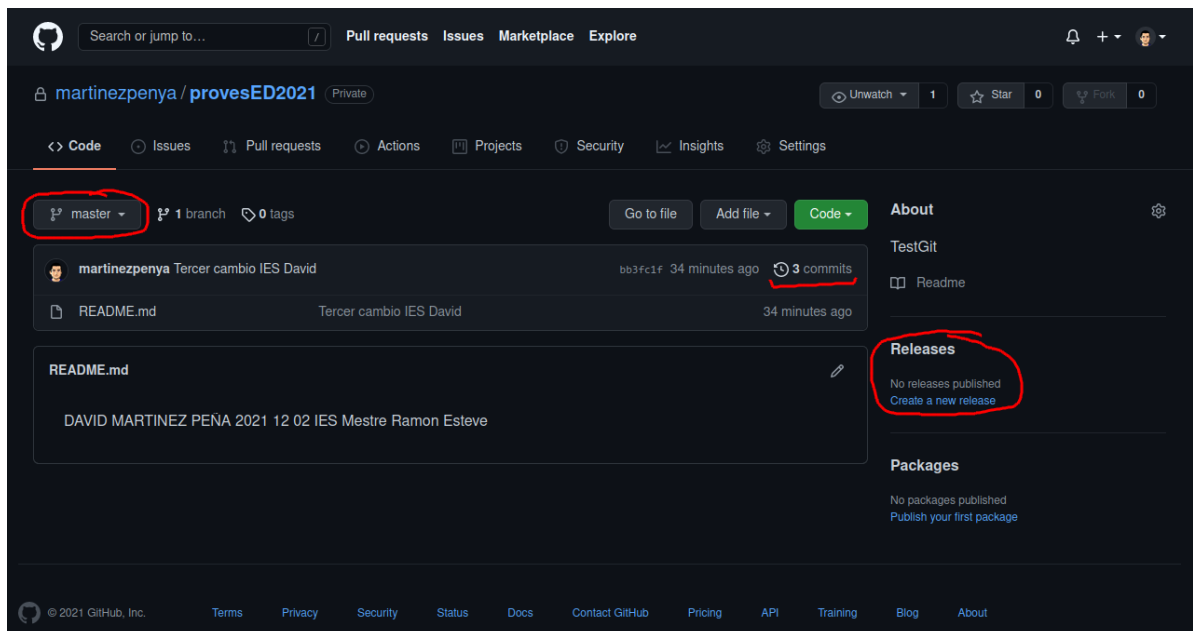 Search or jump to... / Pull requests Issues Marketplace Explore
martinezpenya / provesED2021 Private Unwatch 1 Star 0 Fork 0
Code Issues Pull requests Actions Projects Security Insights Settings
master 1 branch 0 tags Go to file Add file Code
martinezpenya Tercer cambio IES David bb3fc1f 34 minutes ago 3 commits
README.md Tercer cambio IES David 34 minutes ago
README.md
DAVID MARTINEZ PEÑA 2021 12 02 IES Mestre Ramon Esteve
About
TestGit
Readme
Releases
No releases published
Create a new release
Packages
No packages published
Publish your first package
© 2021 GitHub, Inc. Terms Privacy Security Status Docs Contact GitHub Pricing API Training Blog About